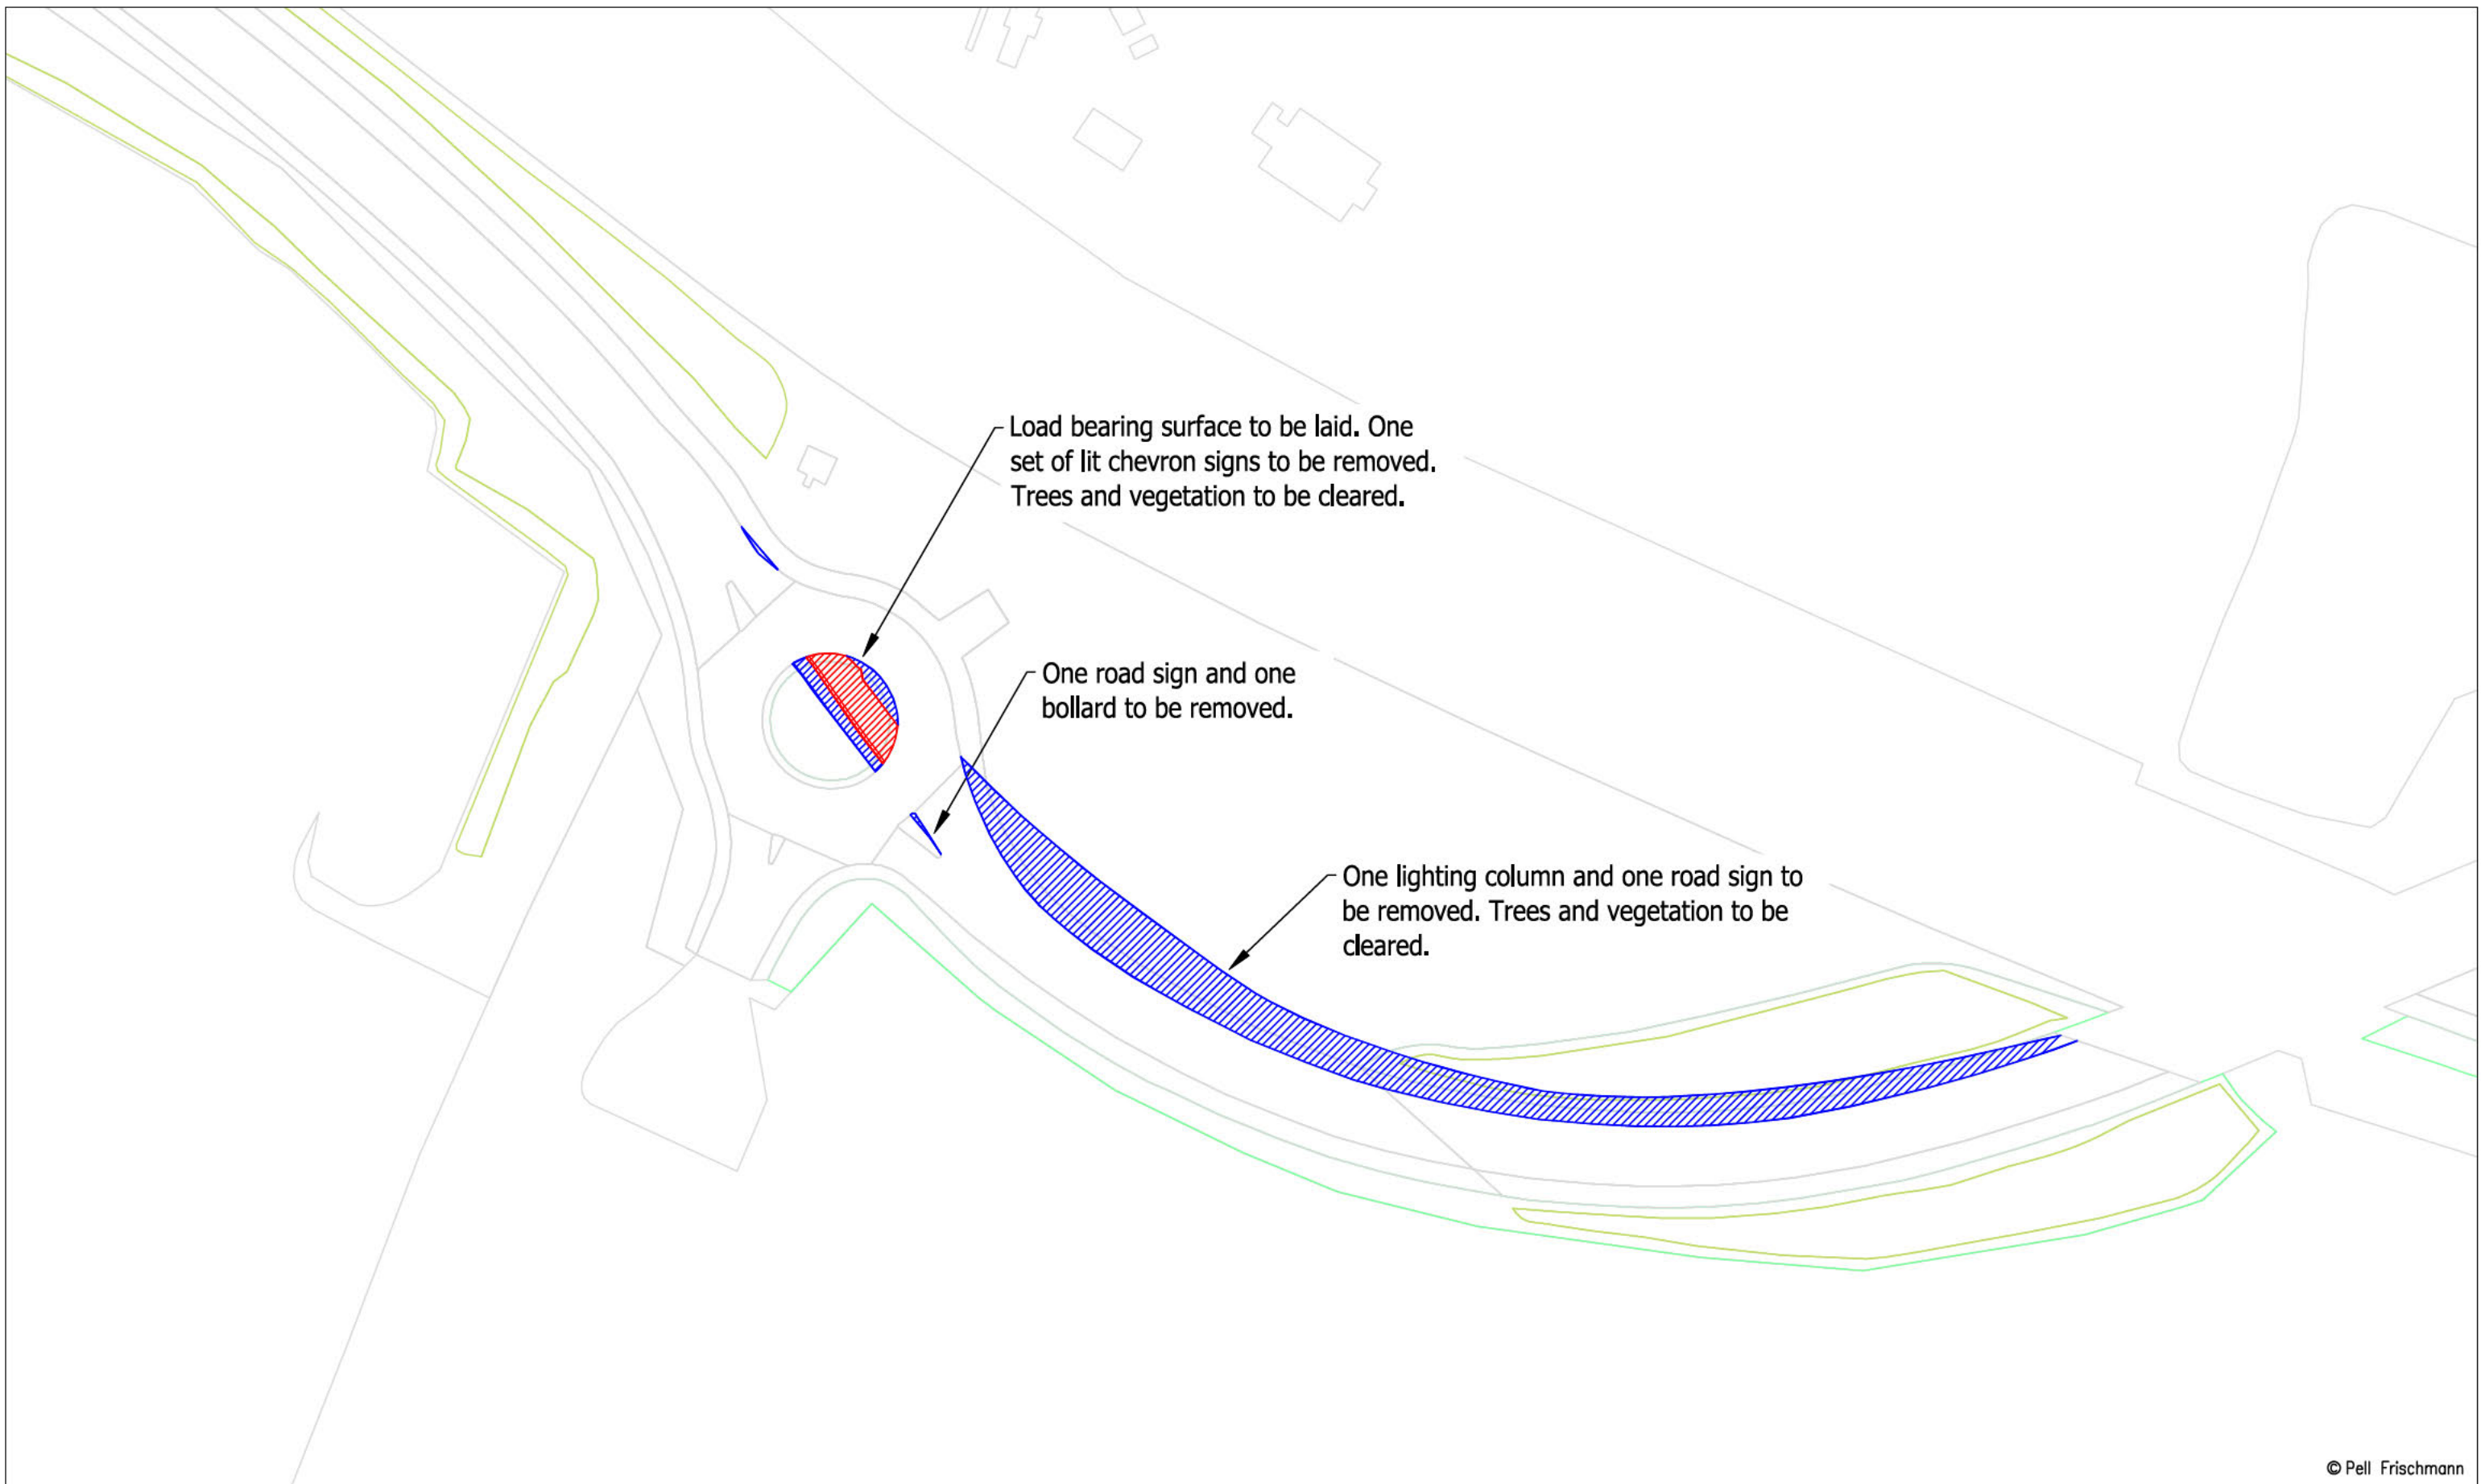 Load bearing surface to be laid. One
set of lit chevron signs to be removed.
Trees and vegetation to be cleared.
One road sign and one
bollard to be removed.
One lighting column and one road sign to
be removed. Trees and vegetation to be
cleared.
© Pell Frischmann